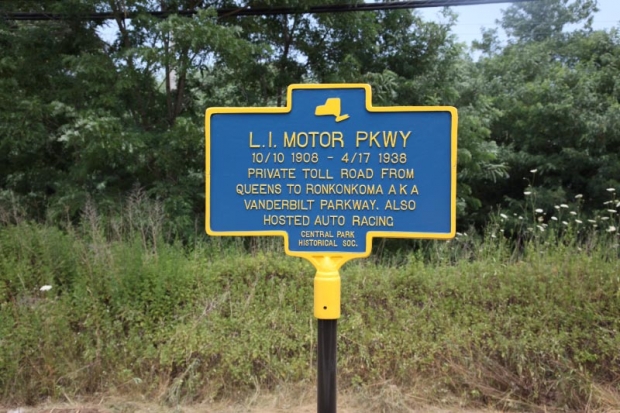 L.I. MOTOR PKWY
10/10 1908 - 4/17 1938
PRIVATE TOLL ROAD FROM
QUEENS TO RONKONKOMA AKA
VANDERBILT PARKWAY. ALSO
HOSTED AUTO RACING
CENTRAL PARK
HISTORICAL SOC.